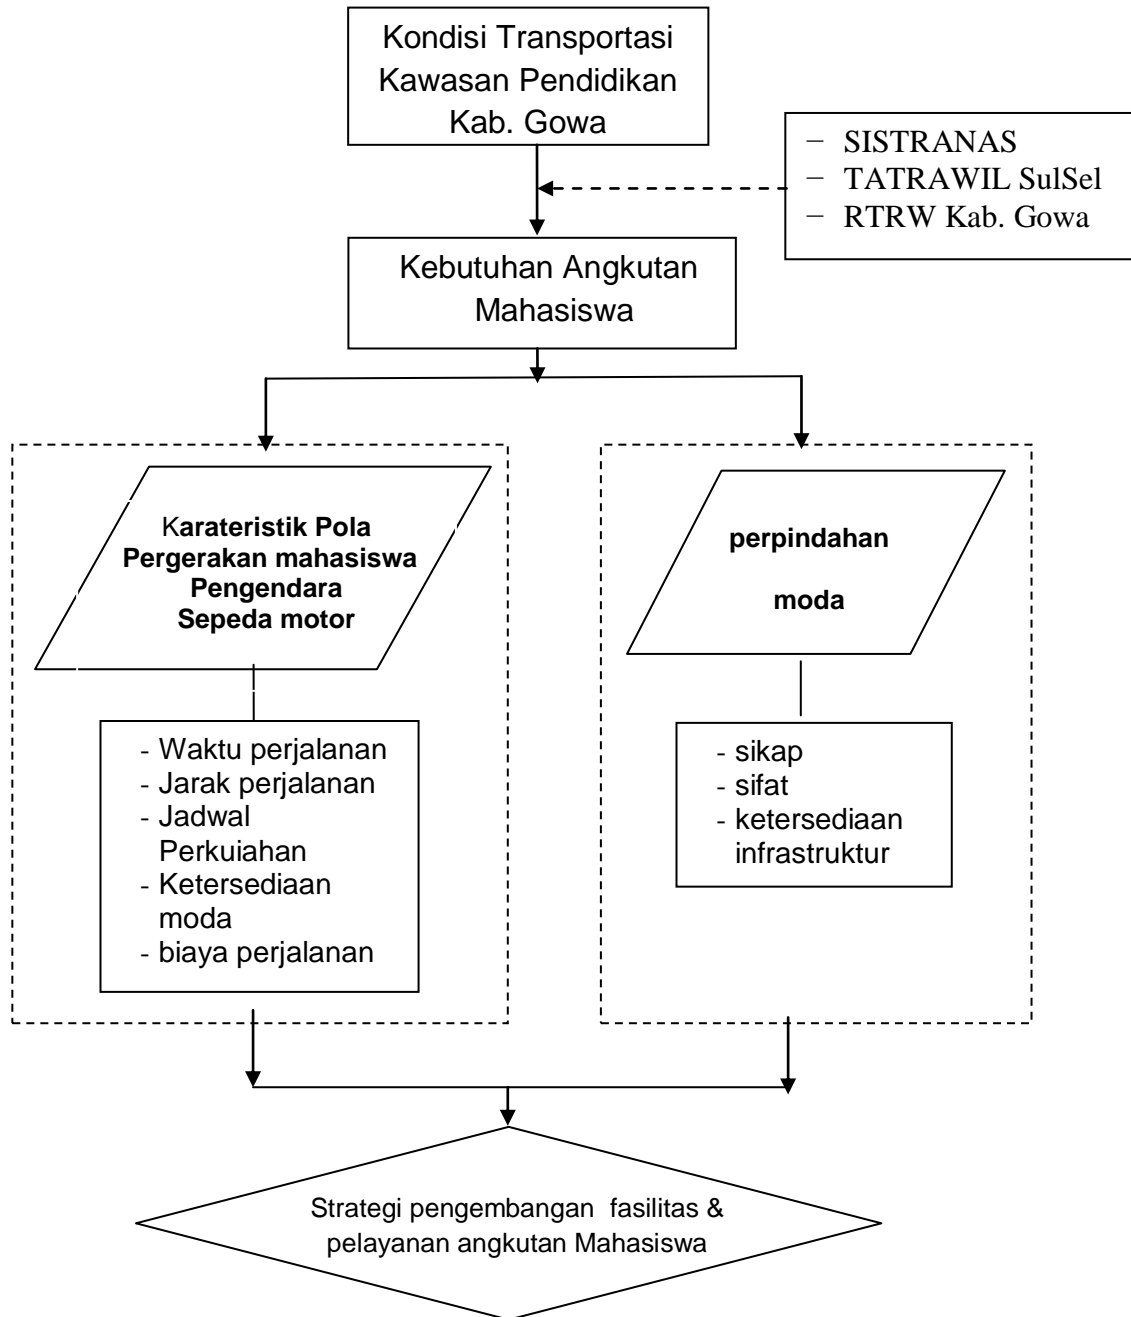 Kondisi Transportasi
Kawasan Pendidikan
Kab. Gowa
− SISTRANAS
− TATRAWIL SulSel
− RTRW Kab. Gowa
Kebutuhan Angkutan
Mahasiswa
Karateristik Pola
Pergerakan mahasiswa
Pengendara
Sepeda motor
perpindahan
moda
- Waktu perjalanan
- Jarak perjalanan
- Jadwal
Perkuiahan
- Ketersediaan
moda
- biaya perjalanan
- sikap
- sifat
- ketersediaan
infrastruktur
Strategi pengembangan fasilitas &
pelayanan angkutan Mahasiswa